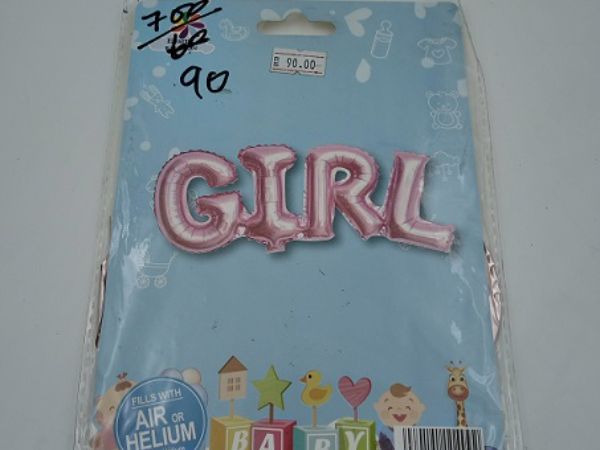 90
90.00
GIRL
FILLS WITH
AIR OR
HELIUM
BABY